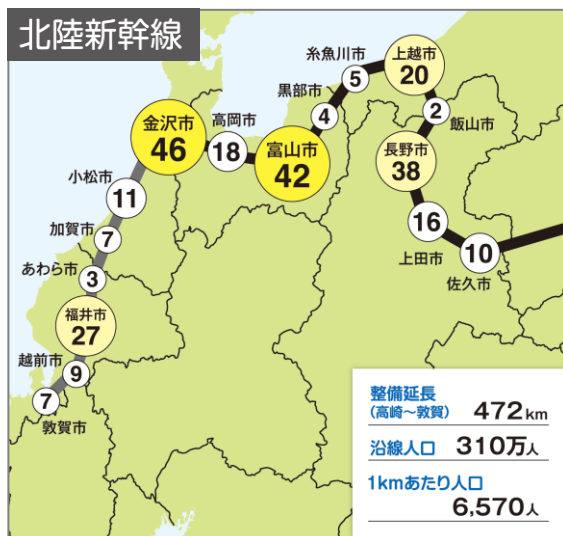 北陸新幹線
糸魚川市
5
上越市
20
黒部市
4
2
飯山市
金沢市
46
高岡市
18
富山市
42
長野市
38
小松市
11
16
上田市
10
佐久市
加賀市
7
あわら市
3
福井市
27
越前市
9
7
敦賀市
整備延長
(高崎～敦賀) 472km
沿線人口 310万人
1kmあたり人口
6,570人